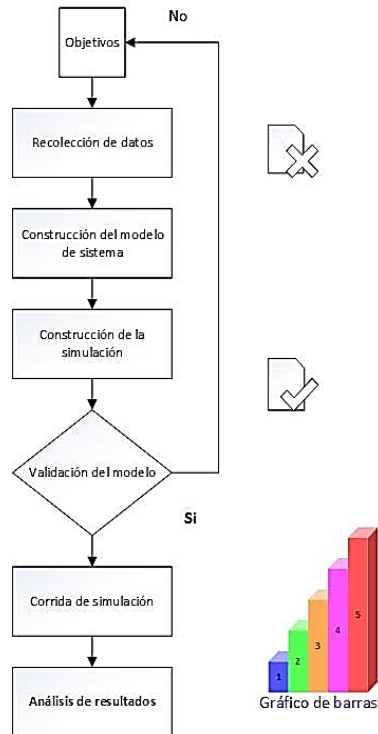 No
Objetivos
Recolección de datos
Construcción del modelo
de sistema
Construcción de la
simulación
Validación del modelo
Si
Corrida de simulación
Análisis de resultados
1
2
3
4
5
Gráfico de barras